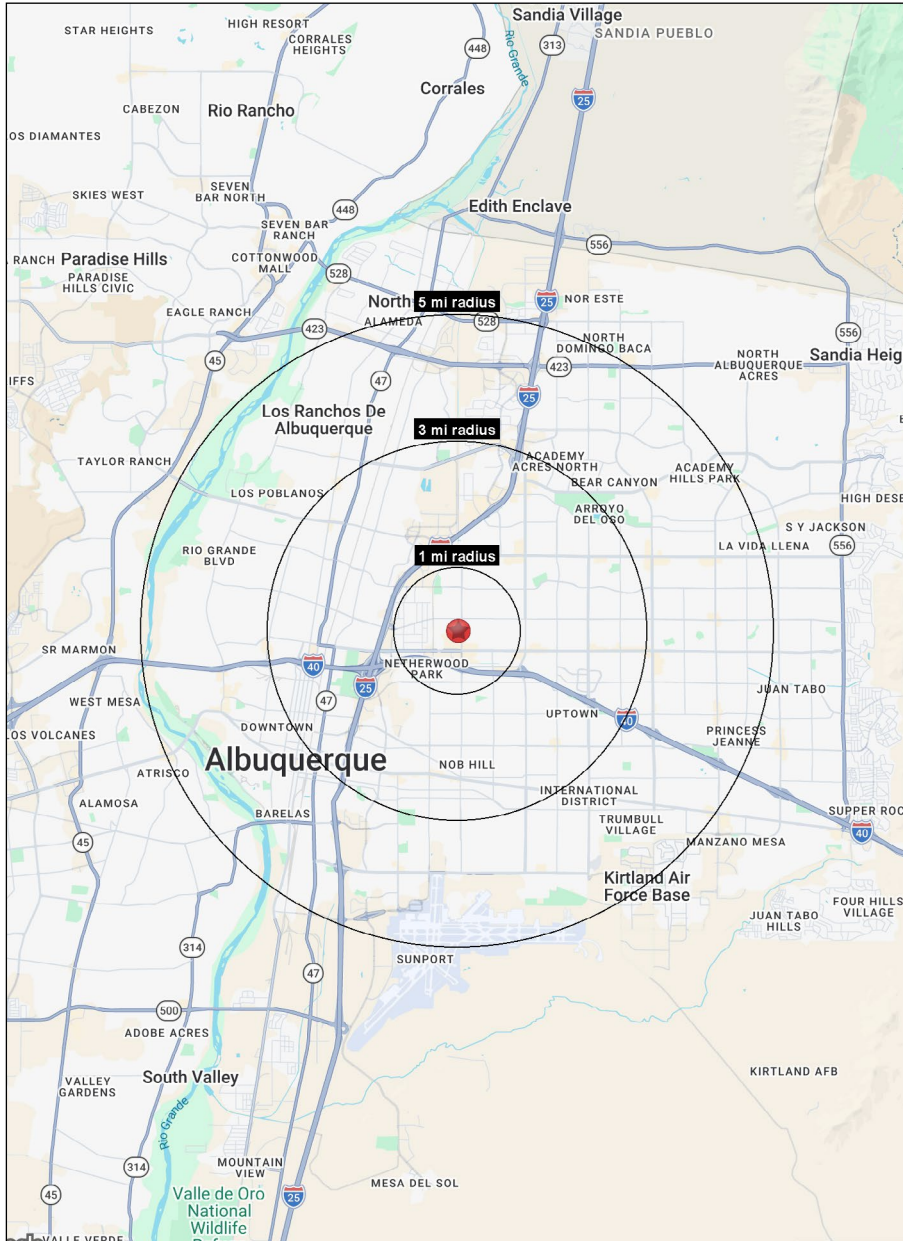 Sandia Village
HIGH RESORT
STAR HEIGHTS
CORRALES
HEIGHTS
448
313
SANDIA PUEBLO
Rio Grande
Corrales
25
CABEZON
Rio Rancho
OS DIAMANTES
SKIES WEST
SEVEN
BAR NORTH
448
Edith Enclave
SEVEN BAR
RANCH
556
RANCH
Paradise Hills
COTTONWOOD
MALL
PARADISE
HILLS CIVIC
528
North
5 mi radius
25
NOR ESTE
EAGLE RANCH
ALAMEDA
528
423
556
NORTH
DOMINGO BACA
NORTH
ALBUQUERQUE
ACRES
Sandia Heig
45
423
IFFS
47
25
Los Ranchos De
Albuquerque
3 mi radius
TAYLOR RANCH
ACADEMY
ACRES NORTH
ACADEMY
HILLS PARK
BEAR CANYON
LOS POBLANOS
HIGH DESE
ARROYO
DEL OSO
S Y JACKSON
RIO GRANDE
BLVD
1 mi radius
LA VIDA LLENA
556
SR MARMON
40
NETHERWOOD
PARK
25
JUAN TABO
WEST MESA
47
UPTOWN
40
LOS VOLCANES
DOWNTOWN
PRINCESS
JEANNE
Albuquerque
NOB HILL
ATRISCO
ALAMOSA
BARELAS
INTERNATIONAL
DISTRICT
SUPPER ROC
TRUMBULL
VILLAGE
40
45
MANZANO MESA
Kirtland Air
Force Base
FOUR HILLS
VILLAGE
JUAN TABO
HILLS
314
SUNPORT
47
500
ADOBE ACRES
VALLEY
GARDENS
South Valley
KIRTLAND AFB
Rio Grande
314
MOUNTAIN
VIEW
MESA DEL SOL
45
25
Valle de Oro
National
Wildlife
VALLE VERDE